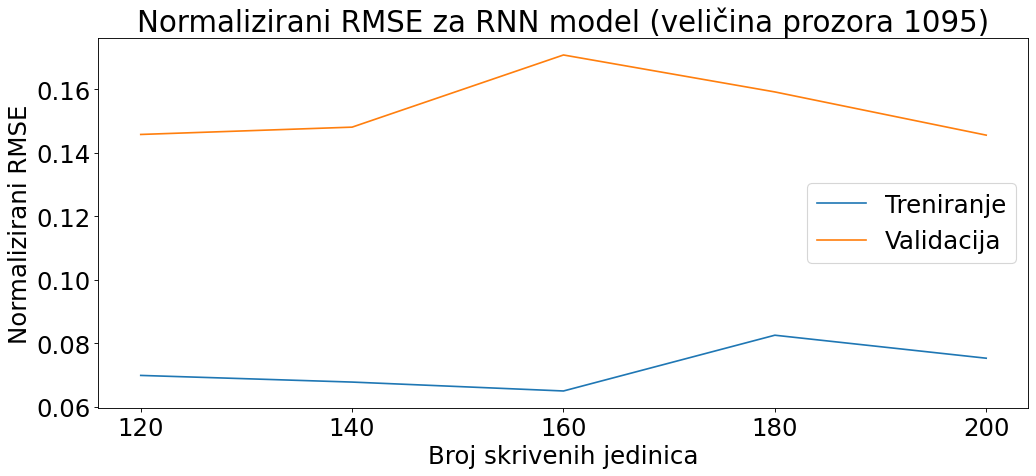 Normalizirani RMSE za RNN model (veličina prozora 1095)
Normalizirani RMSE
0.16
0.14
0.12
0.10
0.08
0.06
Treniranje
Validacija
120 140 160 180 200
Broj skrivenih jedinica